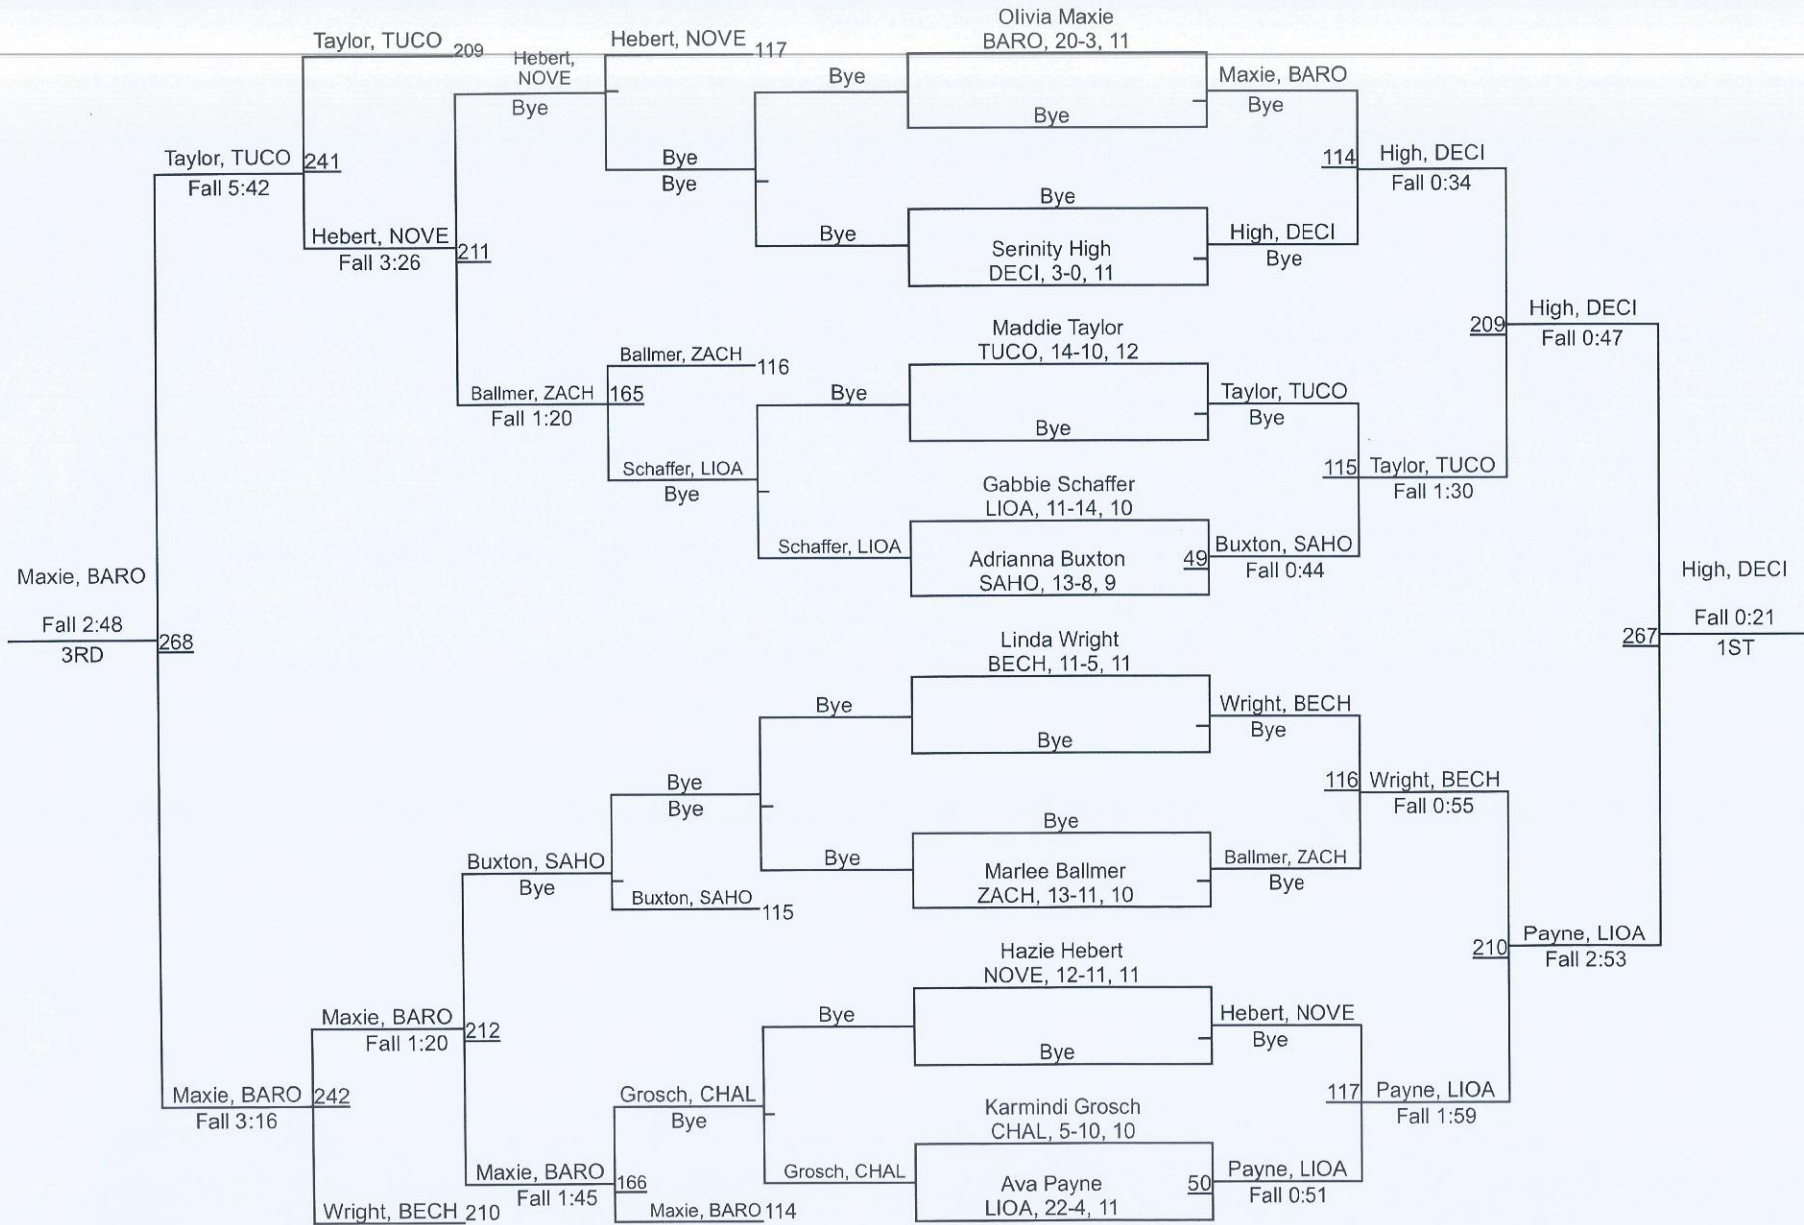 Olivia Maxie
BARO, 20-3, 11
Bye
Bye
Serinity High
DECI, 3-0, 11
Maddie Taylor
TUCO, 14-10, 12
Bye
Gabbie Schaffer
LIOA, 11-14, 10
Adrianna Buxton
SAHO, 13-8, 9
49
Linda Wright
BECH, 11-5, 11
Bye
Bye
Marlee Ballmer
ZACH, 13-11, 10
Hazie Hebert
NOVE, 12-11, 11
Bye
Karmindi Grosch
CHAL, 5-10, 10
Ava Payne
LIOA, 22-4, 11
50
Maxie, BARO
Bye
High, DECI
Bye
Taylor, TUCO
Bye
Buxton, SAHO
Fall 0:44
Wright, BECH
Bye
Ballmer, ZACH
Bye
Hebert, NOVE
Bye
Payne, LIOA
Fall 0:51
114
High, DECI
Fall 0:34
115
Taylor, TUCO
Fall 1:30
116
Wright, BECH
Fall 0:55
117
Payne, LIOA
Fall 1:59
209
High, DECI
Fall 0:47
210
Payne, LIOA
Fall 2:53
267
High, DECI
Fall 0:21
1ST
Bye
Bye
Bye
Schaffer, LIOA
Bye
Bye
Bye
Grosch, CHAL
Hebert, NOVE 117
Bye
Bye
Ballmer, ZACH
116
Schaffer, LIOA
Bye
Bye
Bye
Buxton, SAHO
115
Grosch, CHAL
Bye
Maxie, BARO 114
Hebert,
NOVE
Bye
Ballmer, ZACH 165
Fall 1:20
Buxton, SAHO
Bye
Maxie, BARO
166
Fall 1:45
Taylor, TUCO 209
Hebert, NOVE
211
Fall 3:26
Maxie, BARO 212
Fall 1:20
Wright, BECH 210
Taylor, TUCO 241
Fall 5:42
Maxie, BARO 242
Fall 3:16
Maxie, BARO
Fall 2:48
268
3RD